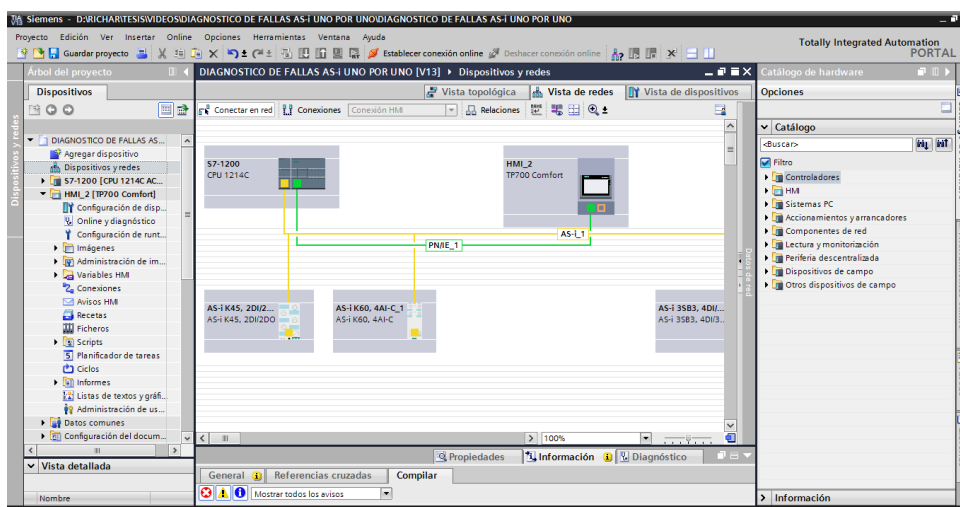 Siemens - D:\RICHAR\TESIS\VIDEOS\DIAGNOSTICO DE FALLAS AS-i UNO POR UNO\DIAGNOSTICO DE FALLAS AS-I UNO POR UNO
Proyecto Edición Ver Insertar Online Opciones Herramientas Ventana Ayuda
Totally Integrated Automation
PORTAL
Guardar proyecto Establecer conexión online Deshacer conexión online
Árbol del proyecto
Dispositivos
Dispositivos y redes
DIAGNOSTICO DE FALLAS AS...
Agregar dispositivo
Dispositivos y redes
S7-1200 [CPU 1214C AC...
HMI_2 [TP700 Comfort]
Configuración de disp...
Online y diagnóstico
Configuración de runt...
Imágenes
Administración de im...
Variables HMI
Conexiones
Avisos HMI
Recetas
Ficheros
Scripts
Planificador de tareas
Ciclos
Informes
Listas de textos y gráfi...
Administración de us...
Datos comunes
Configuración del docum...
Vista detallada
Nombre
DIAGNOSTICO DE FALLAS AS-i UNO POR UNO [V13] Dispositivos y redes
Vista topológica Vista de redes Vista de dispositivos
Conectar en red Conexiones Conexión HMI Relaciones
S7-1200
CPU 1214C
HMI_2
TP700 Comfort
AS-i_1
PN/IE_1
AS-i K45, 2DI/2...
AS-i K45, 2DI/2DO
AS-i K60, 4AI-C_1
AS-i K60, 4AI-C
AS-i 3SB3, 4DI/...
AS-i 3SB3, 4DI/3..
100%
Datos de red
Propiedades Información Diagnóstico
General Referencias cruzadas Compilar
Mostrar todos los avisos
Catálogo de hardware
Opciones
Catálogo
<Buscar>
Filtro
Controladores
HMI
Sistemas PC
Accionamientos y arrancadores
Componentes de red
Lectura y monitorización
Periferia descentralizada
Dispositivos de campo
Otros dispositivos de campo
Información